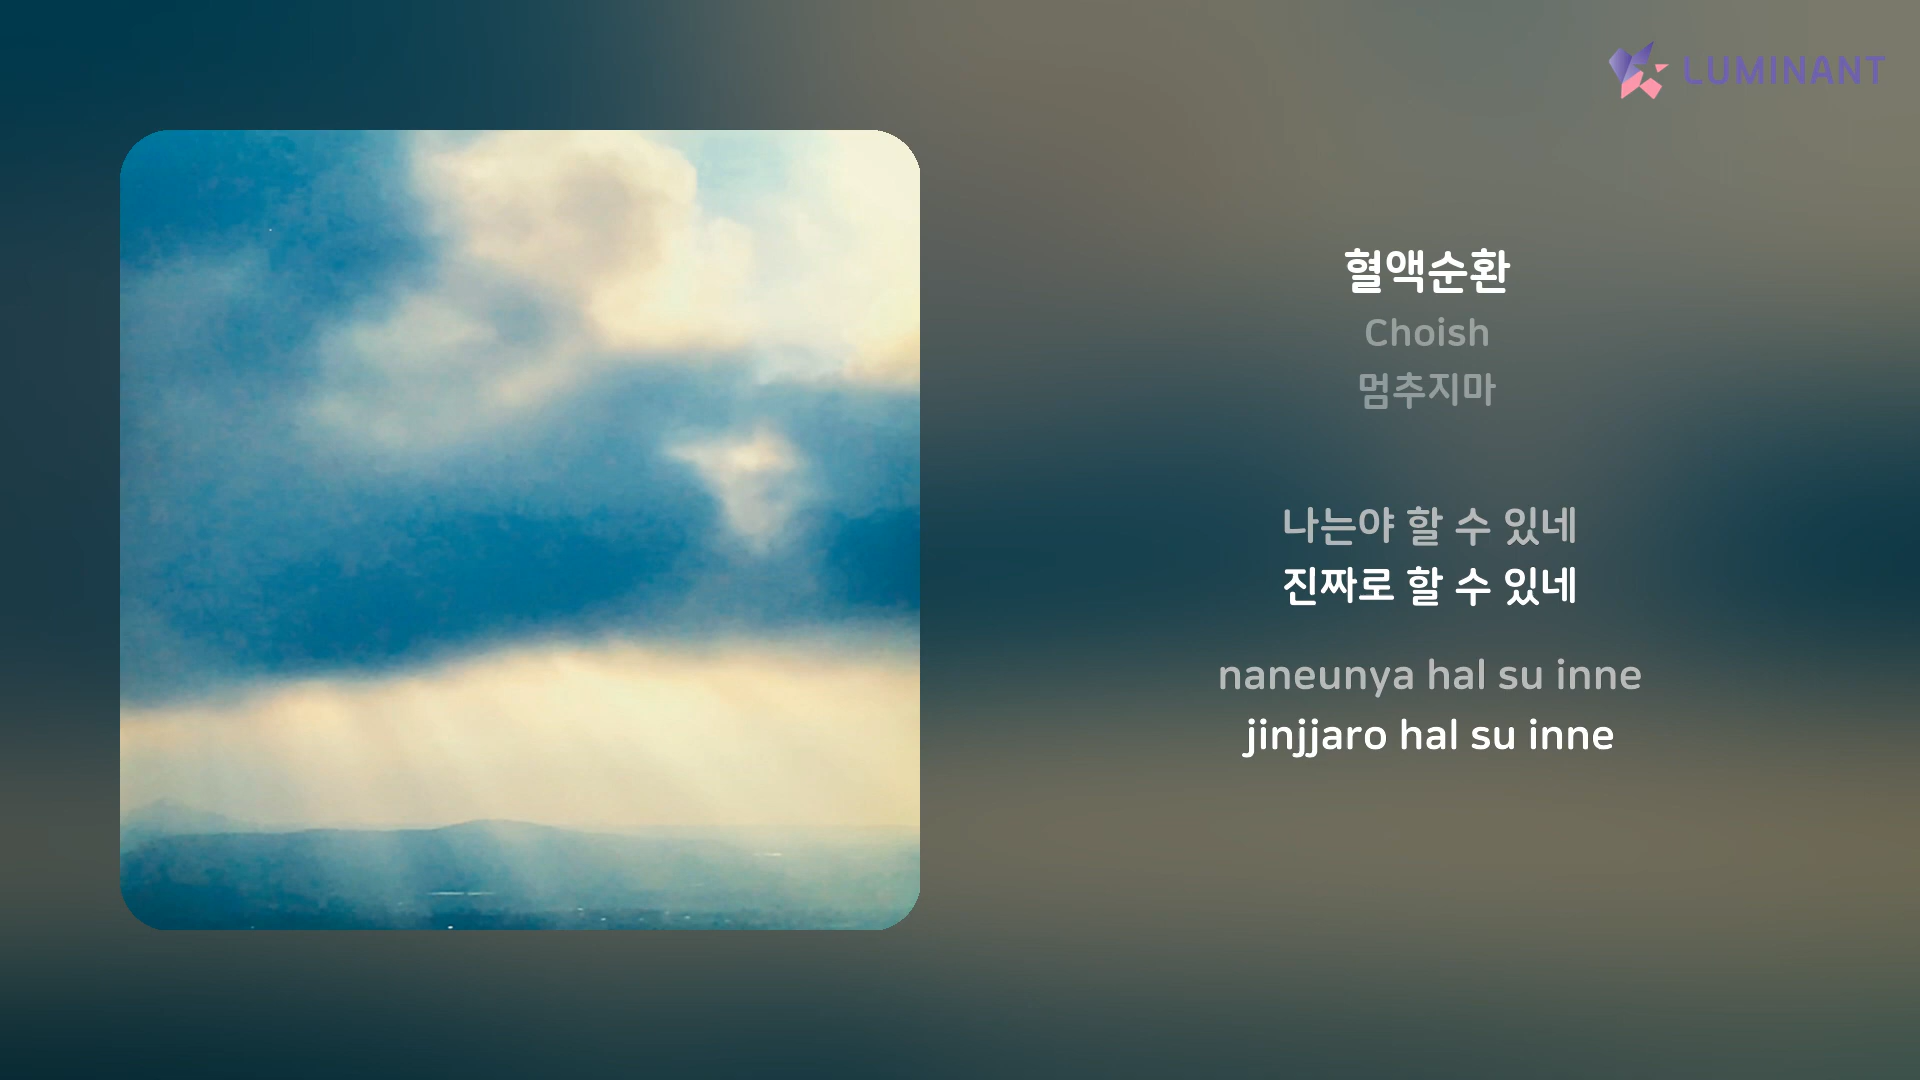 LUMINANT
혈액순환
Choish
멈추지마
나는야 할 수 있네
진짜로 할 수 있네
naneunya hal su inne
jinjjaro hal su inne